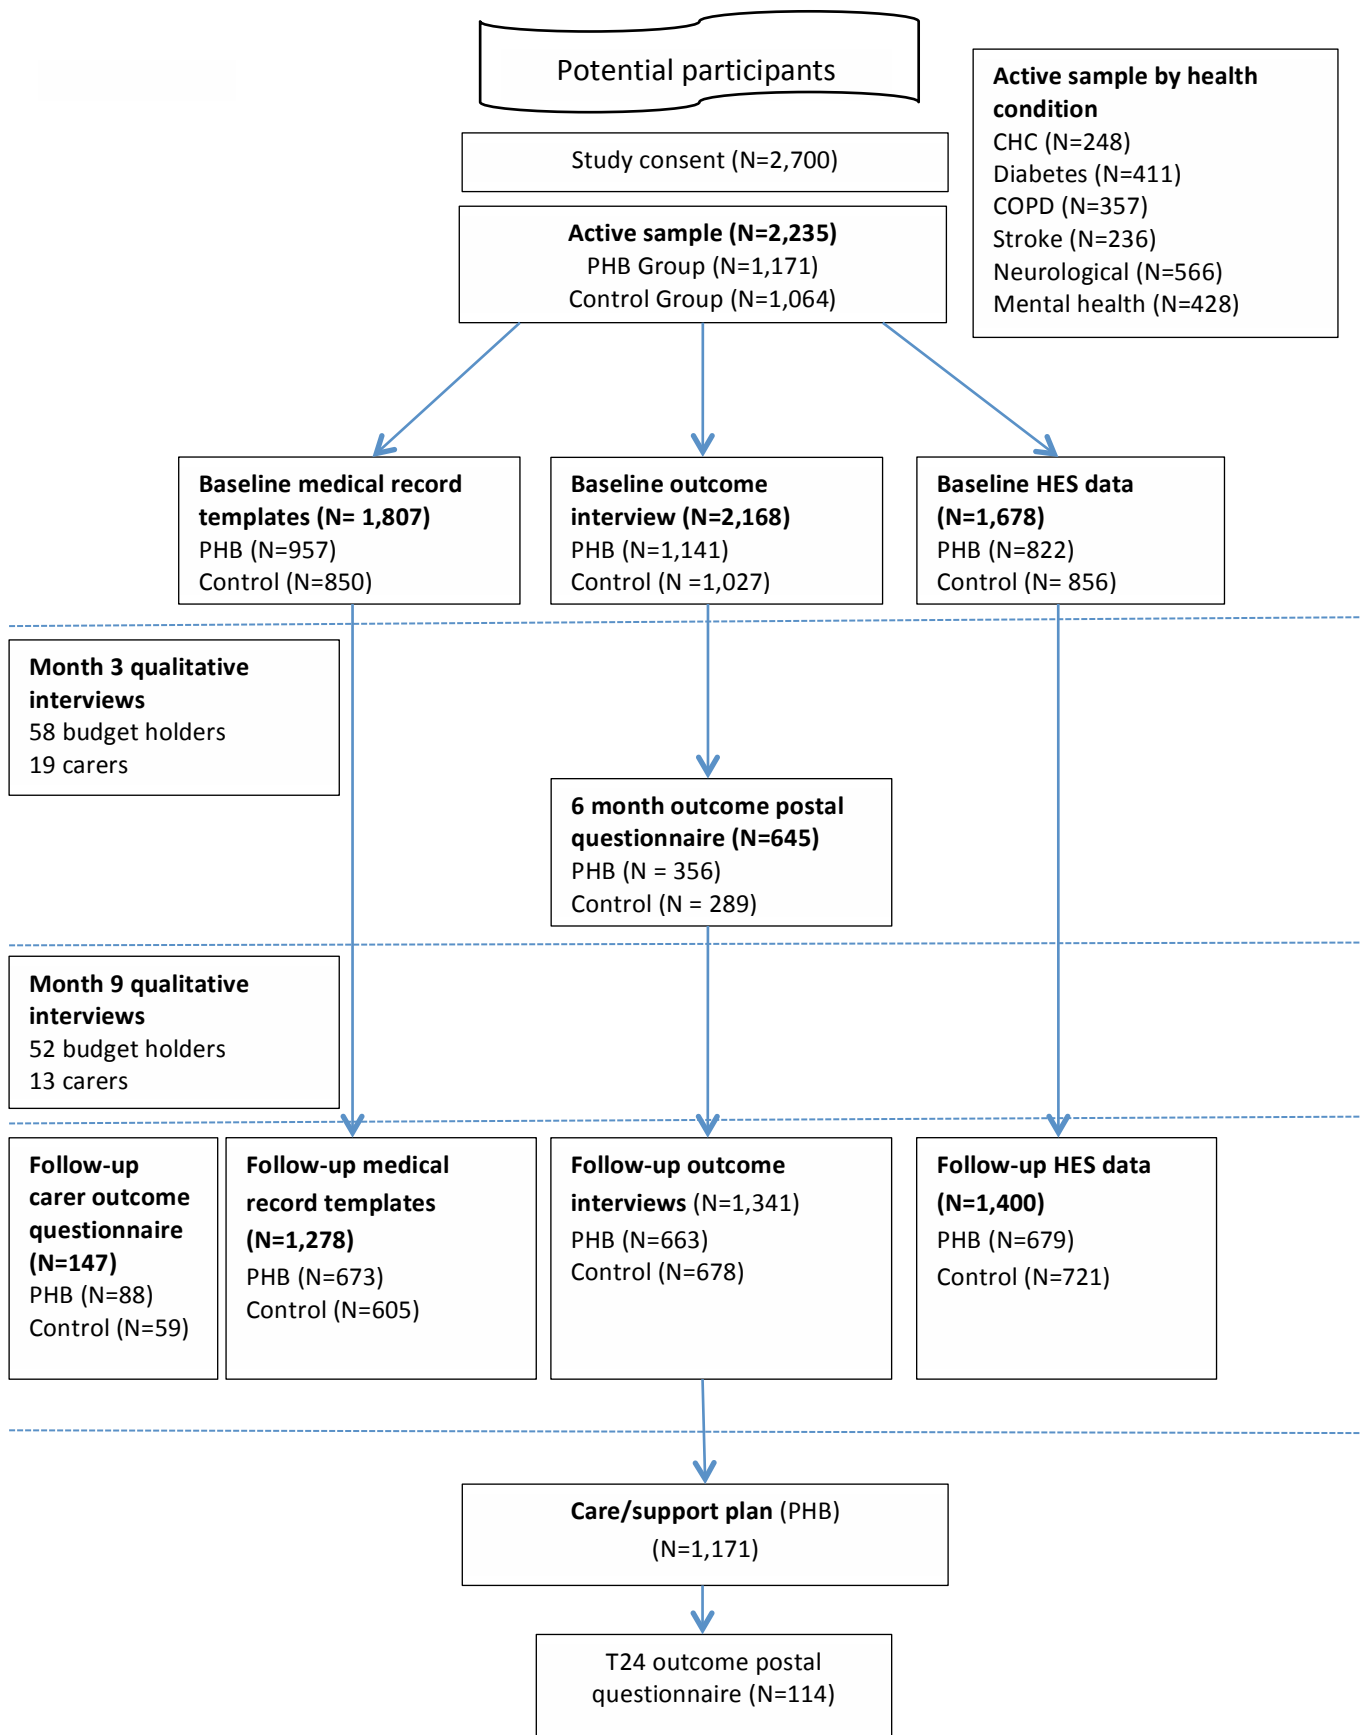 Potential participants
Active sample by health
condition
CHC (N=248)
Diabetes (N=411)
COPD (N=357)
Stroke (N=236)
Neurological (N=566)
Mental health (N=428)
Study consent (N=2,700)
Active sample (N=2,235)
PHB Group (N=1,171)
Control Group (N=1,064)
Baseline medical record
templates (N= 1,807)
PHB (N=957)
Control (N=850)
Baseline outcome
interview (N=2,168)
PHB (N=1,141)
Control (N =1,027)
Baseline HES data
(N=1,678)
PHB (N=822)
Control (N= 856)
Month 3 qualitative
interviews
58 budget holders
19 carers
6 month outcome postal
questionnaire (N=645)
PHB (N = 356)
Control (N = 289)
Month 9 qualitative
interviews
52 budget holders
13 carers
Follow-up
carer outcome
questionnaire
(N=147)
PHB (N=88)
Control (N=59)
Follow-up medical
record templates
(N=1,278)
PHB (N=673)
Control (N=605)
Follow-up outcome
interviews (N=1,341)
PHB (N=663)
Control (N=678)
Follow-up HES data
(N=1,400)
PHB (N=679)
Control (N=721)
Care/support plan (PHB)
(N=1,171)
T24 outcome postal
questionnaire (N=114)